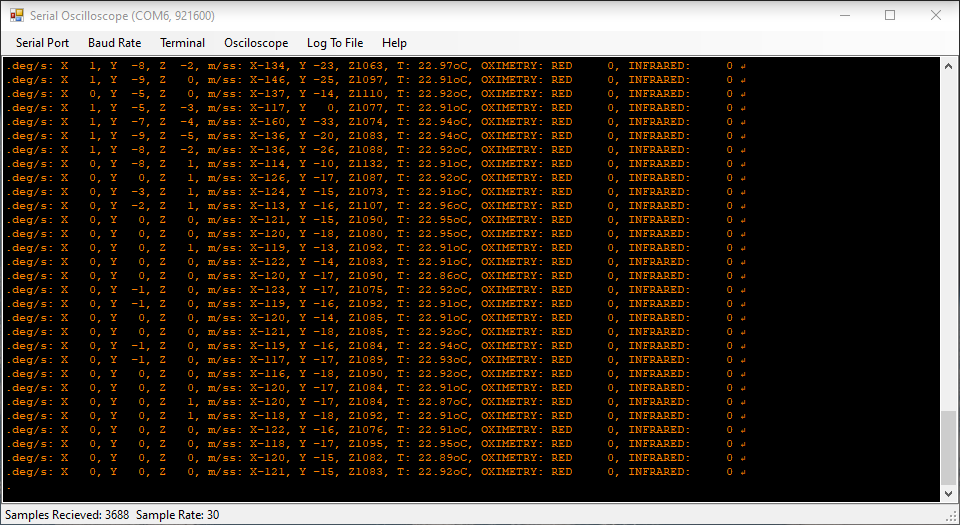 Serial Oscilloscope (COM6, 921600)
Serial Port Baud Rate Terminal Osciloscope Log To File Help
.deg/s: X   1, Y  -8, Z  -2, m/ss: X-134, Y -23, Z1063, T: 22.97oC, OXIMETRY: RED     0, INFRARED:     0 ↲
.deg/s: X   1, Y  -9, Z   0, m/ss: X-146, Y -25, Z1097, T: 22.91oC, OXIMETRY: RED     0, INFRARED:     0 ↲
.deg/s: X   0, Y  -5, Z   0, m/ss: X-137, Y -14, Z1110, T: 22.92oC, OXIMETRY: RED     0, INFRARED:     0 ↲
.deg/s: X   1, Y  -5, Z  -3, m/ss: X-117, Y   0, Z1077, T: 22.91oC, OXIMETRY: RED     0, INFRARED:     0 ↲
.deg/s: X   1, Y  -7, Z  -4, m/ss: X-160, Y -33, Z1074, T: 22.94oC, OXIMETRY: RED     0, INFRARED:     0 ↲
.deg/s: X   1, Y  -9, Z  -5, m/ss: X-136, Y -20, Z1083, T: 22.94oC, OXIMETRY: RED     0, INFRARED:     0 ↲
.deg/s: X   1, Y  -8, Z  -2, m/ss: X-136, Y -26, Z1088, T: 22.92oC, OXIMETRY: RED     0, INFRARED:     0 ↲
.deg/s: X   0, Y  -8, Z   1, m/ss: X-114, Y -10, Z1132, T: 22.91oC, OXIMETRY: RED     0, INFRARED:     0 ↲
.deg/s: X   0, Y   0, Z   1, m/ss: X-126, Y -17, Z1087, T: 22.92oC, OXIMETRY: RED     0, INFRARED:     0 ↲
.deg/s: X   0, Y  -3, Z   1, m/ss: X-124, Y -15, Z1073, T: 22.91oC, OXIMETRY: RED     0, INFRARED:     0 ↲
.deg/s: X   0, Y  -2, Z   1, m/ss: X-113, Y -16, Z1107, T: 22.96oC, OXIMETRY: RED     0, INFRARED:     0 ↲
.deg/s: X   0, Y   0, Z   0, m/ss: X-121, Y -15, Z1090, T: 22.95oC, OXIMETRY: RED     0, INFRARED:     0 ↲
.deg/s: X   0, Y   0, Z   0, m/ss: X-120, Y -18, Z1080, T: 22.95oC, OXIMETRY: RED     0, INFRARED:     0 ↲
.deg/s: X   0, Y   0, Z   1, m/ss: X-119, Y -13, Z1092, T: 22.91oC, OXIMETRY: RED     0, INFRARED:     0 ↲
.deg/s: X   0, Y   0, Z   0, m/ss: X-122, Y -14, Z1083, T: 22.91oC, OXIMETRY: RED     0, INFRARED:     0 ↲
.deg/s: X   0, Y   0, Z   0, m/ss: X-120, Y -17, Z1090, T: 22.86oC, OXIMETRY: RED     0, INFRARED:     0 ↲
.deg/s: X   0, Y  -1, Z   0, m/ss: X-123, Y -17, Z1075, T: 22.92oC, OXIMETRY: RED     0, INFRARED:     0 ↲
.deg/s: X   0, Y  -1, Z   0, m/ss: X-119, Y -16, Z1092, T: 22.91oC, OXIMETRY: RED     0, INFRARED:     0 ↲
.deg/s: X   0, Y   0, Z   0, m/ss: X-120, Y -14, Z1085, T: 22.91oC, OXIMETRY: RED     0, INFRARED:     0 ↲
.deg/s: X   0, Y   0, Z   0, m/ss: X-121, Y -18, Z1085, T: 22.92oC, OXIMETRY: RED     0, INFRARED:     0 ↲
.deg/s: X   0, Y  -1, Z   0, m/ss: X-119, Y -16, Z1084, T: 22.94oC, OXIMETRY: RED     0, INFRARED:     0 ↲
.deg/s: X   0, Y  -1, Z   0, m/ss: X-117, Y -17, Z1089, T: 22.93oC, OXIMETRY: RED     0, INFRARED:     0 ↲
.deg/s: X   0, Y   0, Z   0, m/ss: X-116, Y -18, Z1090, T: 22.92oC, OXIMETRY: RED     0, INFRARED:     0 ↲
.deg/s: X   0, Y   0, Z   0, m/ss: X-120, Y -17, Z1084, T: 22.91oC, OXIMETRY: RED     0, INFRARED:     0 ↲
.deg/s: X   0, Y   0, Z   1, m/ss: X-120, Y -17, Z1084, T: 22.87oC, OXIMETRY: RED     0, INFRARED:     0 ↲
.deg/s: X   0, Y   0, Z   1, m/ss: X-118, Y -18, Z1092, T: 22.91oC, OXIMETRY: RED     0, INFRARED:     0 ↲
.deg/s: X   0, Y   0, Z   0, m/ss: X-122, Y -16, Z1076, T: 22.91oC, OXIMETRY: RED     0, INFRARED:     0 ↲
.deg/s: X   0, Y   0, Z   0, m/ss: X-118, Y -17, Z1095, T: 22.95oC, OXIMETRY: RED     0, INFRARED:     0 ↲
.deg/s: X   0, Y   0, Z   0, m/ss: X-120, Y -15, Z1082, T: 22.89oC, OXIMETRY: RED     0, INFRARED:     0 ↲
.deg/s: X   0, Y   0, Z   0, m/ss: X-121, Y -15, Z1083, T: 22.92oC, OXIMETRY: RED     0, INFRARED:     0 ↲
.
Samples Recieved: 3688 Sample Rate: 30